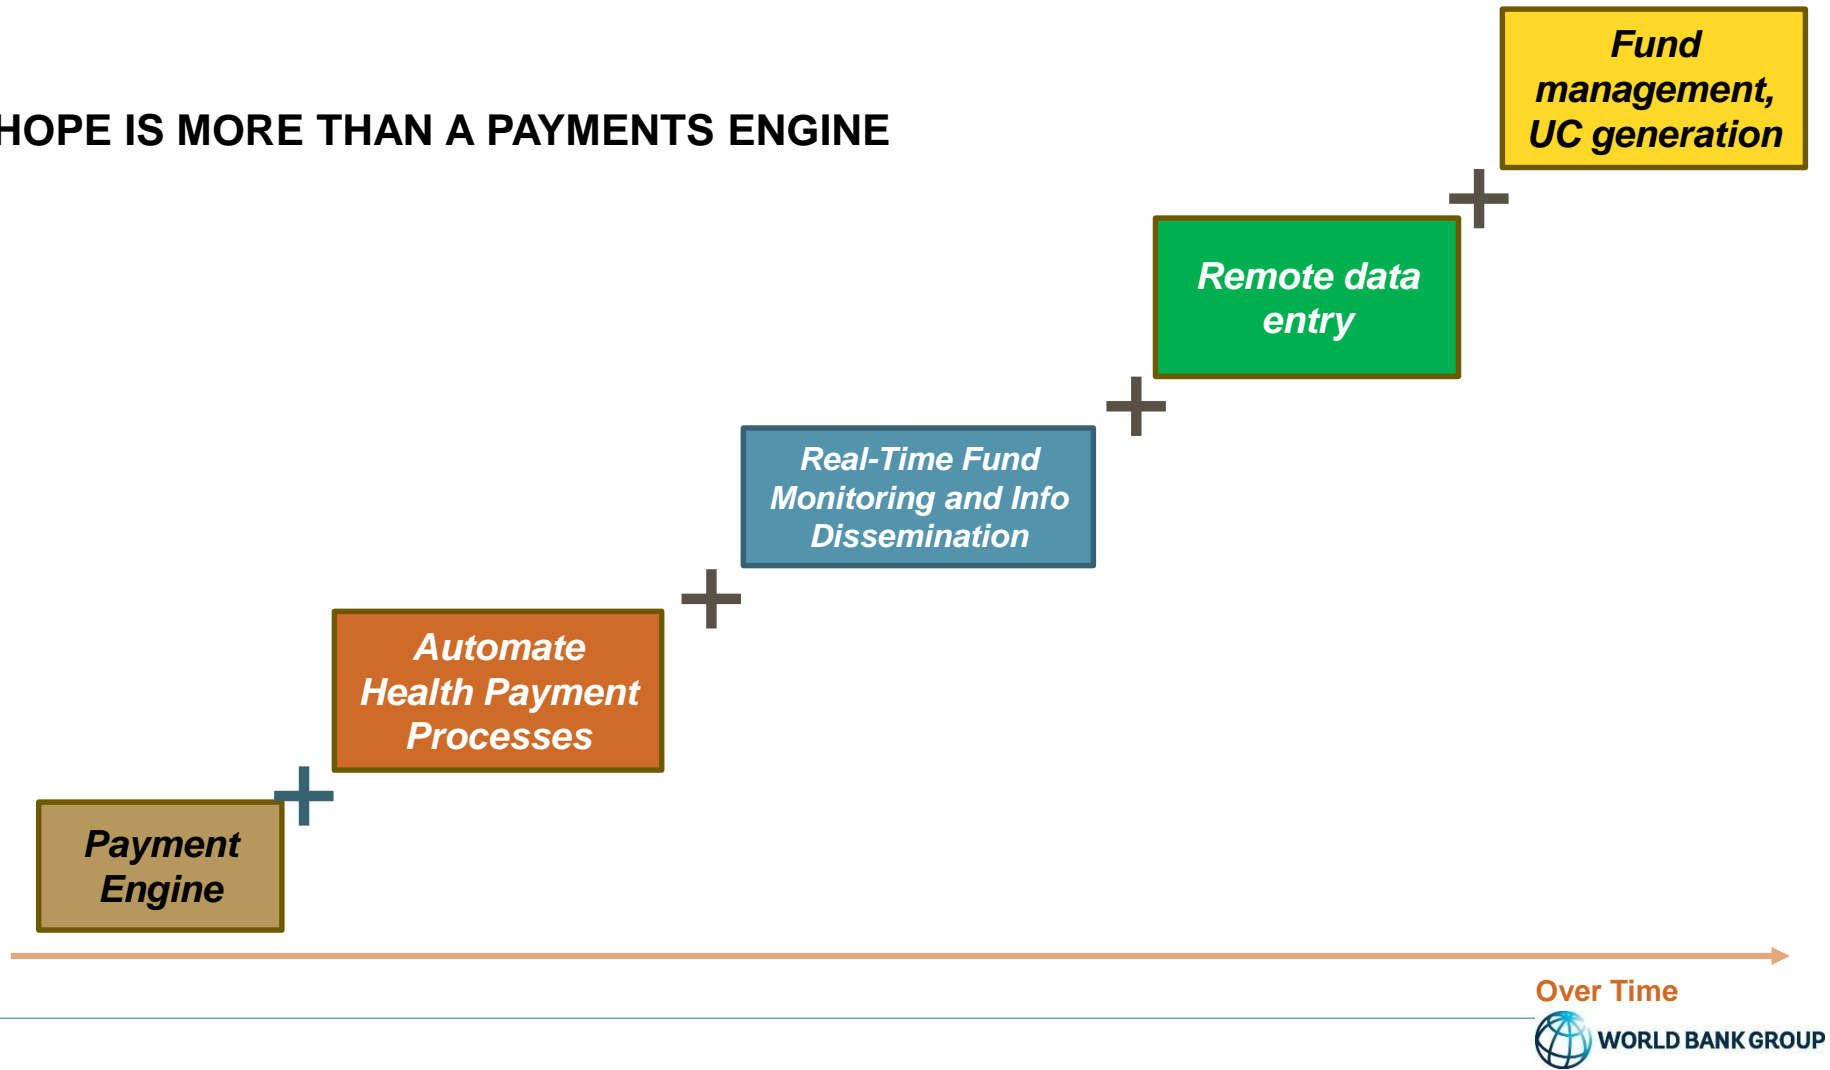 HOPE IS MORE THAN A PAYMENTS ENGINE
Fund
management,
UC generation
Remote data
entry
Real-Time Fund
Monitoring and Info
Dissemination
Automate
Health Payment
Processes
Payment
Engine
Over Time
WORLD BANK GROUP